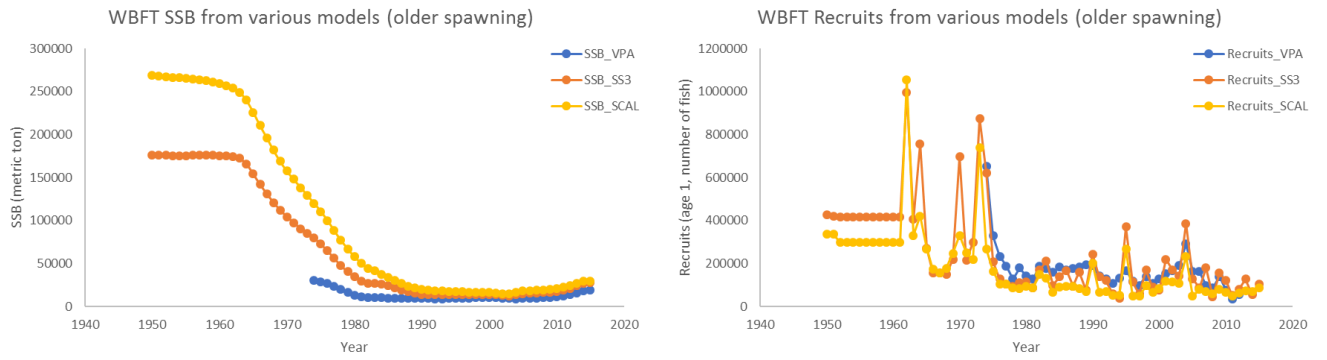 WBFT SSB from various models (older spawning)
300000
250000
200000
150000
100000
50000
0
SSB (metric ton)
1940
1950
1960
1970
1980
1990
2000
2010
2020
Year
SSB_VPA
SSB_SS3
SSB_SCAL
WBFT Recruits from various models (older spawning)
1200000
1000000
800000
600000
400000
200000
0
Recruits (age 1, number of fish)
1940
1950
1960
1970
1980
1990
2000
2010
2020
Year
Recruits_VPA
Recruits_SS3
Recruits_SCAL